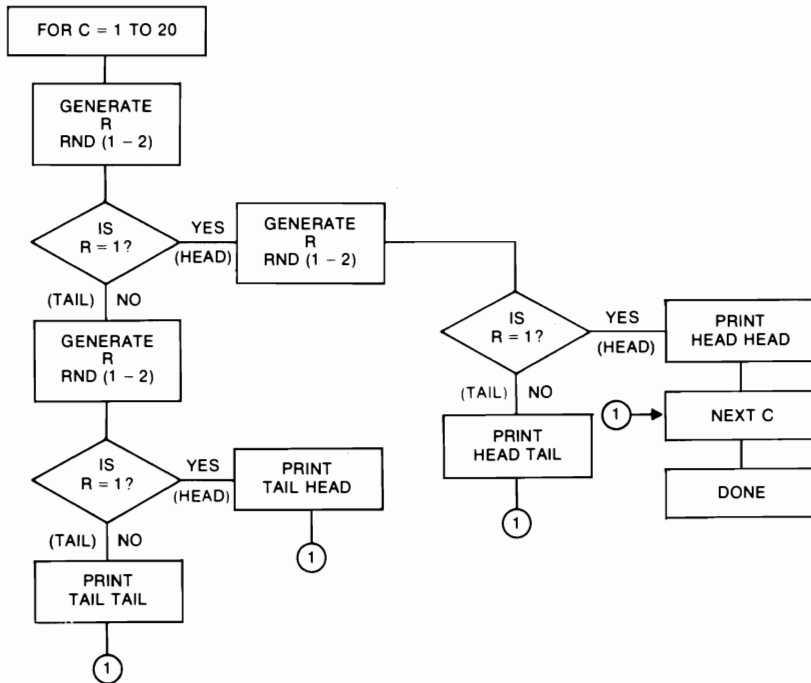 FOR C = 1 TO 20
GENERATE
R
RND (1 – 2)
IS
R = 1?
YES
(HEAD)
GENERATE
R
RND (1 – 2)
(TAIL) NO
GENERATE
R
RND (1 – 2)
IS
R = 1?
YES
(HEAD)
PRINT
HEAD HEAD
(TAIL) NO
1
NEXT C
PRINT
HEAD TAIL
DONE
1
IS
R = 1?
YES
(HEAD)
PRINT
TAIL HEAD
1
(TAIL) NO
PRINT
TAIL TAIL
1